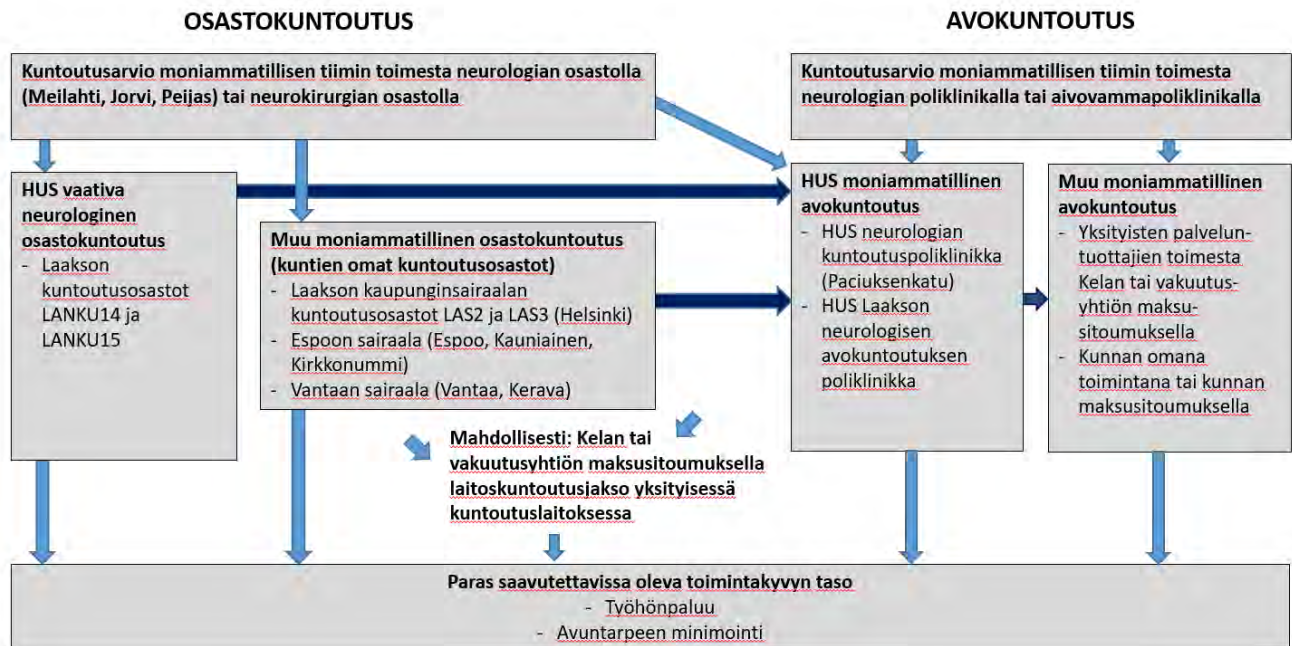 OSASTOKUNTOUTUS
AVOKUNTOUTUS
Kuntoutusarvio moniammatillisen tiimin toimesta neurologian osastolla
(Meilahti, Jorvi, Peijas) tai neurokirurgian osastolla
Kuntoutusarvio moniammatillisen tiimin toimesta
neurologian poliklinikalla tai aivovammapoliklinikalla
HUS vaativa
neurologinen
osastokuntoutus
- Laakson
kuntoutusosastot
LANKU14 ja
LANKU15
Muu moniammatillinen osastokuntoutus
(kuntien omat kuntoutusosastot)
- Laakson kaupunginsairaalan
kuntoutusosastot LAS2 ja LAS3 (Helsinki)
- Espoon sairaala (Espoo, Kauniainen,
Kirkkonummi)
- Vantaan sairaala (Vantaa, Kerava)
HUS moniammatillinen
avokuntoutus
- HUS neurologian
kuntoutuspoliklinikka
(Paciuksenkatu)
- HUS Laakson
neurologisen
avokuntoutuksen
poliklinikka
Muu moniammatillinen
avokuntoutus
- Yksityisten palvelun-
tuottajien toimesta
Kelan tai vakuutus-
yhtiön maksu-
sitoumuksella
- Kunnan omana
toimintana tai kunnan
maksusitoumuksella
Mahdollisesti: Kelan tai
vakuutusyhtiön maksusitoumuksella
laitoskuntoutusjakso yksityisessä
kuntoutuslaitoksessa
Paras saavutettavissa oleva toimintakyvyn taso
- Työhönpaluu
- Avuntarpeen minimointi